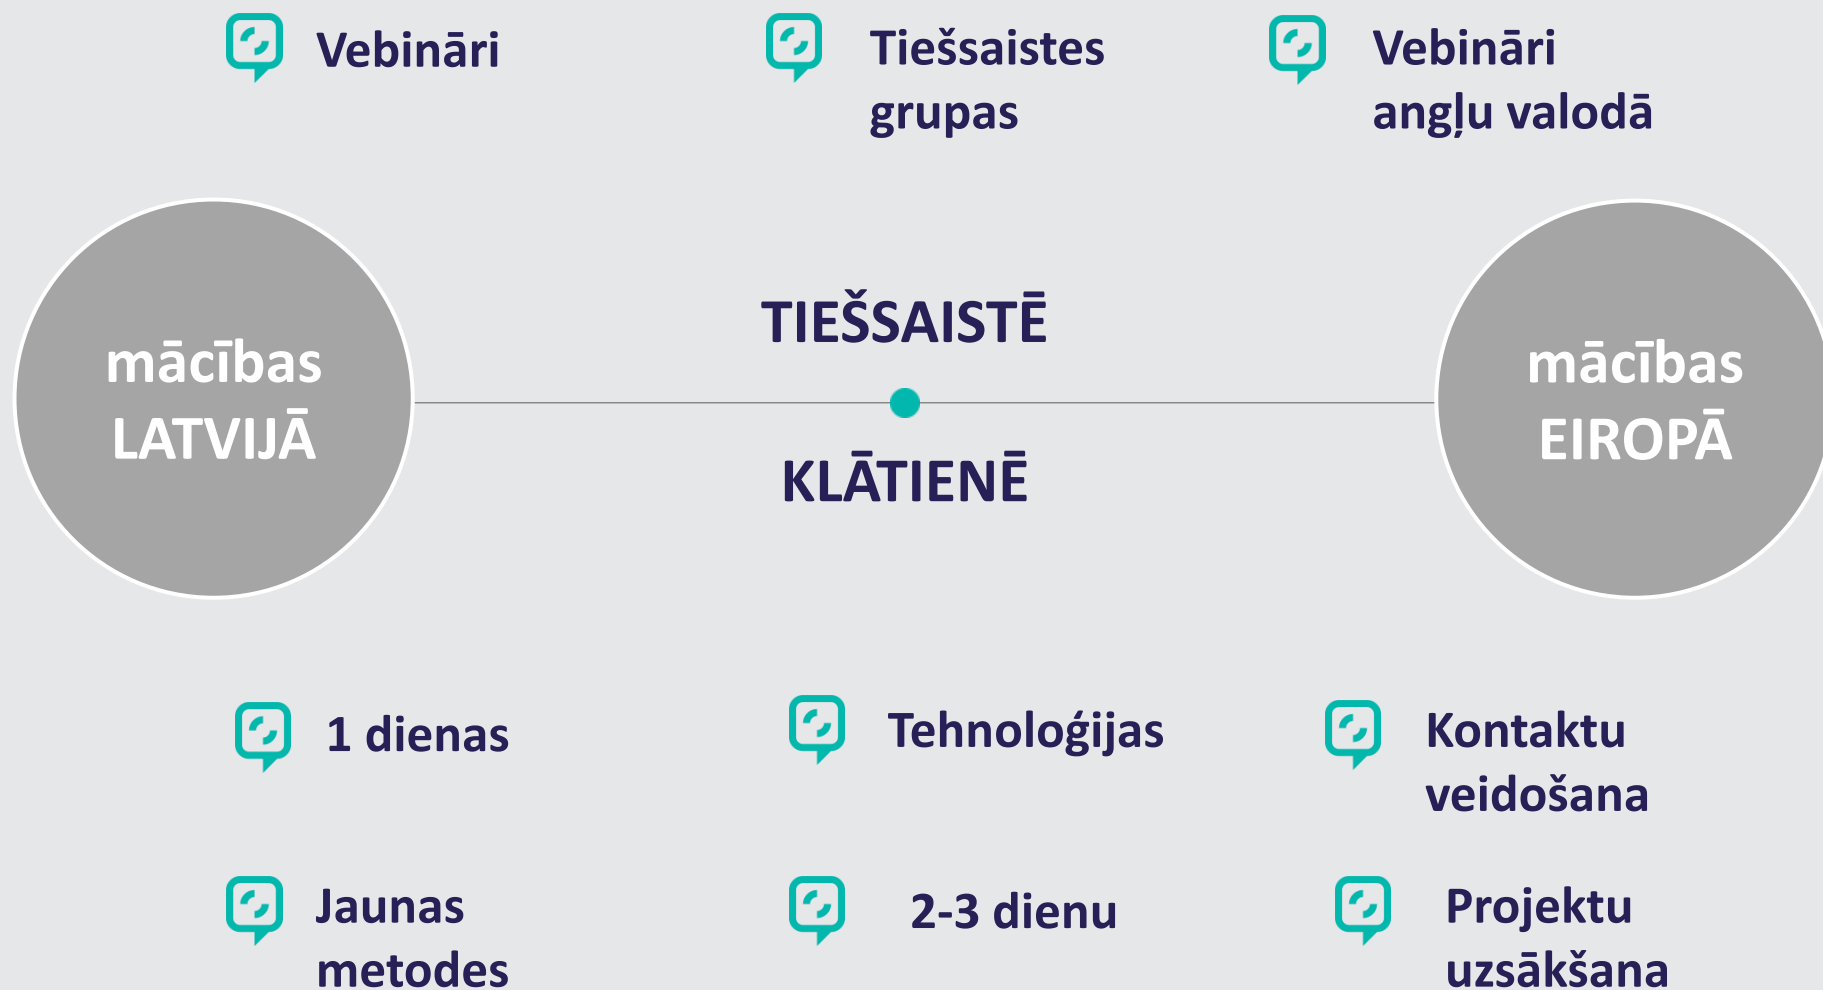 Vebināri
Tiešsaistes
grupas
Vebināri
angļu valodā
mācības
LATVIJĀ
TIEŠSAISTĒ
KLĀTIENĒ
mācības
EIROPĀ
1 dienas
Tehnoloģijas
Kontaktu
veidošana
Jaunas
metodes
2-3 dienu
Projektu
uzsākšana